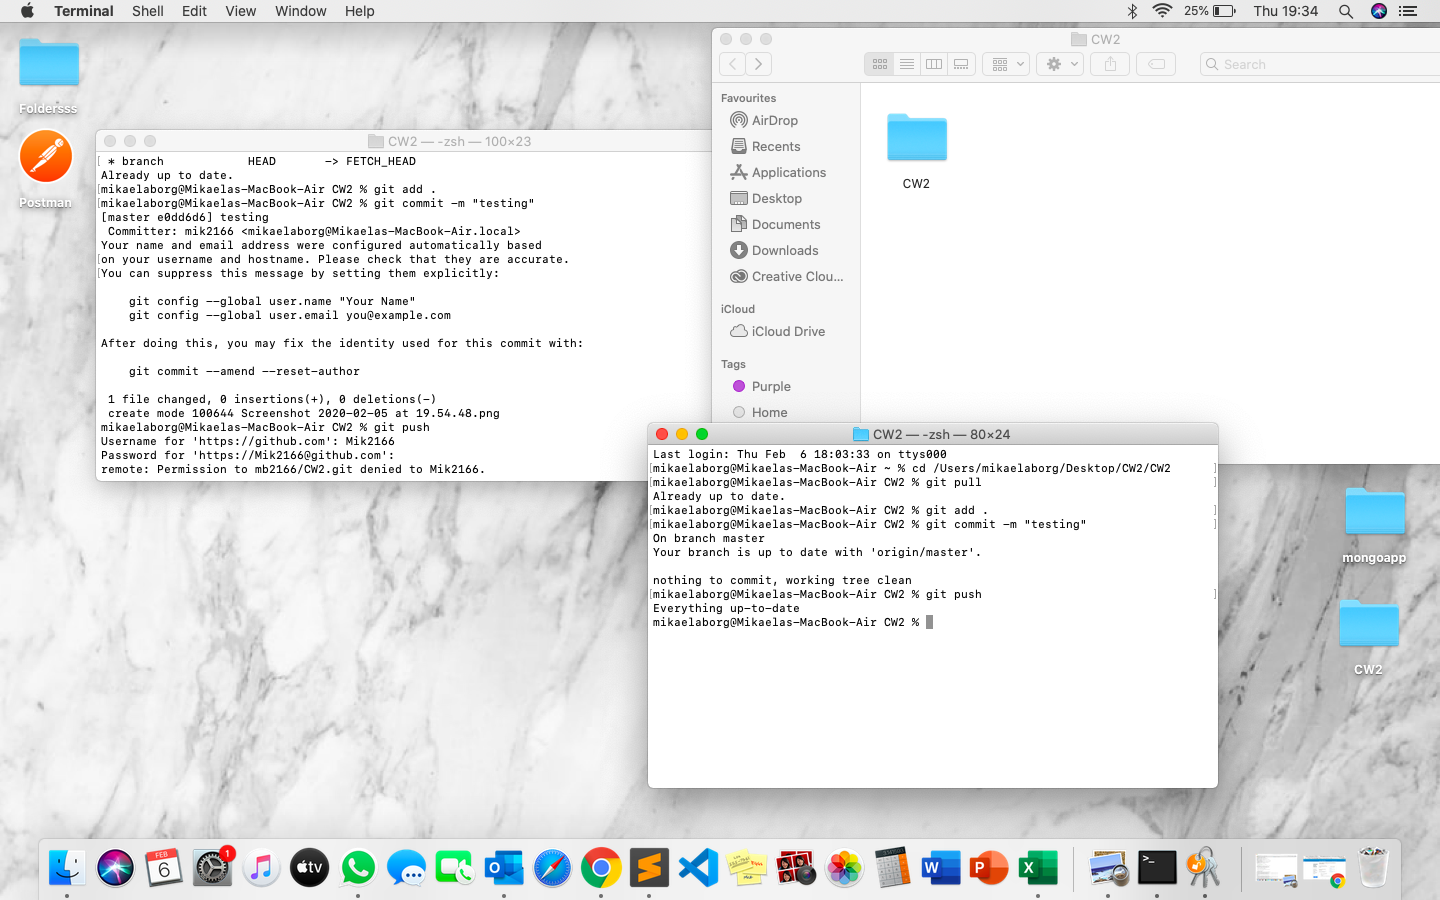 Terminal Shell Edit View Window Help
25% Thu 19:34
Foldersss
Postman
CW2 — -zsh — 100×23
* branch            HEAD       -> FETCH_HEAD
Already up to date.
mikaelaborg@Mikaelas-MacBook-Air CW2 % git add .
mikaelaborg@Mikaelas-MacBook-Air CW2 % git commit -m "testing"
[master e0dd6d6] testing
Committer: mik2166 <mikaelaborg@Mikaelas-MacBook-Air.local>
Your name and email address were configured automatically based
on your username and hostname. Please check that they are accurate.
You can suppress this message by setting them explicitly:
git config --global user.name "Your Name"
git config --global user.email you@example.com
After doing this, you may fix the identity used for this commit with:
git commit --amend --reset-author
1 file changed, 0 insertions(+), 0 deletions(-)
create mode 100644 Screenshot 2020-02-05 at 19.54.48.png
mikaelaborg@Mikaelas-MacBook-Air CW2 % git push
Username for 'https://github.com': Mik2166
Password for 'https://Mik2166@github.com':
remote: Permission to mb2166/CW2.git denied to Mik2166.
CW2
Search
Favourites
AirDrop
Recents
Applications
Desktop
Documents
Downloads
Creative Clou...
iCloud
iCloud Drive
Tags
Purple
Home
CW2
CW2 — -zsh — 80×24
Last login: Thu Feb  6 18:03:33 on ttys000
mikaelaborg@Mikaelas-MacBook-Air ~ % cd /Users/mikaelaborg/Desktop/CW2/CW2
mikaelaborg@Mikaelas-MacBook-Air CW2 % git pull
Already up to date.
mikaelaborg@Mikaelas-MacBook-Air CW2 % git add .
mikaelaborg@Mikaelas-MacBook-Air CW2 % git commit -m "testing"
On branch master
Your branch is up to date with 'origin/master'.
nothing to commit, working tree clean
mikaelaborg@Mikaelas-MacBook-Air CW2 % git push
Everything up-to-date
mikaelaborg@Mikaelas-MacBook-Air CW2 %
mongoapp
CW2
FEB
6
1
tv
O
W
P
X
>_